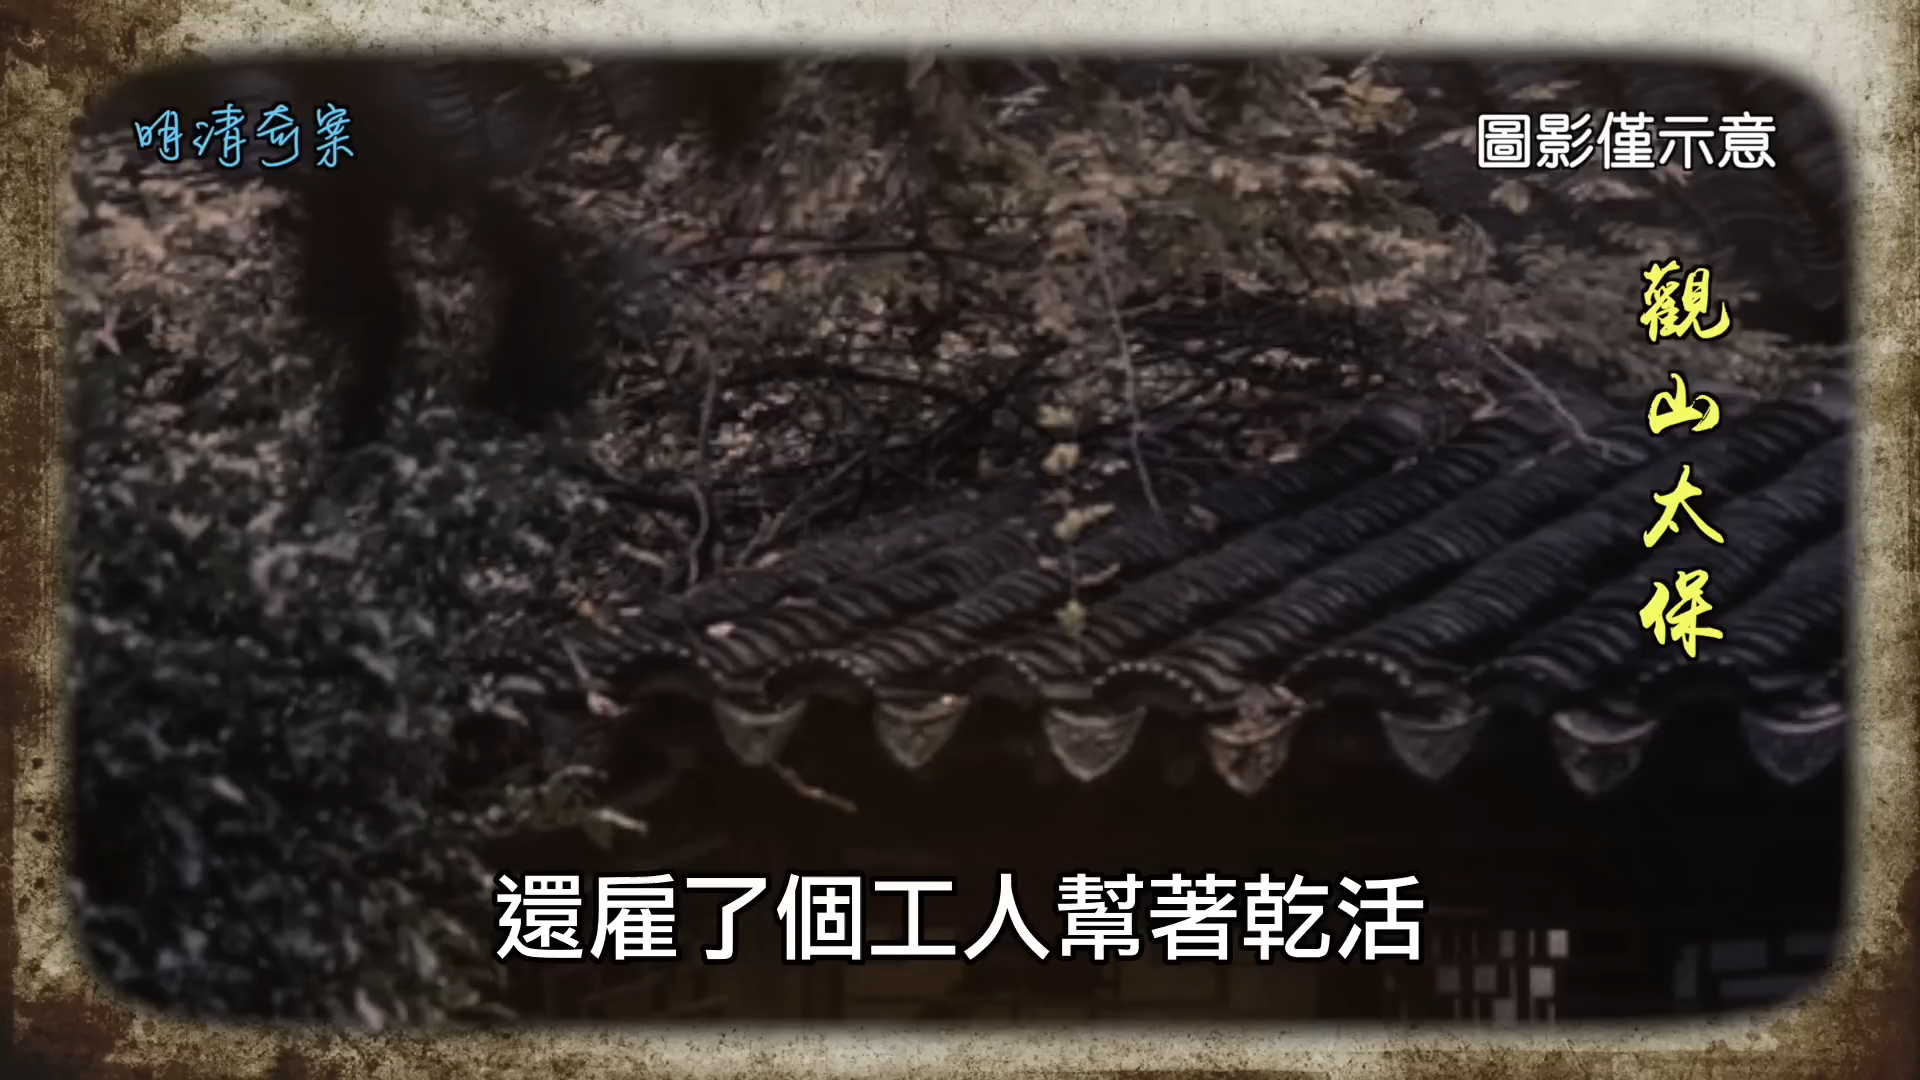 明清奇案
圖影僅示意
觀山太保
還雇了個工人幫著乾活